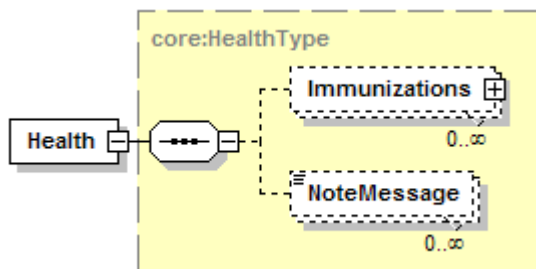 core:HealthType
Immunizations
0..∞
Health
NoteMessage
0..∞